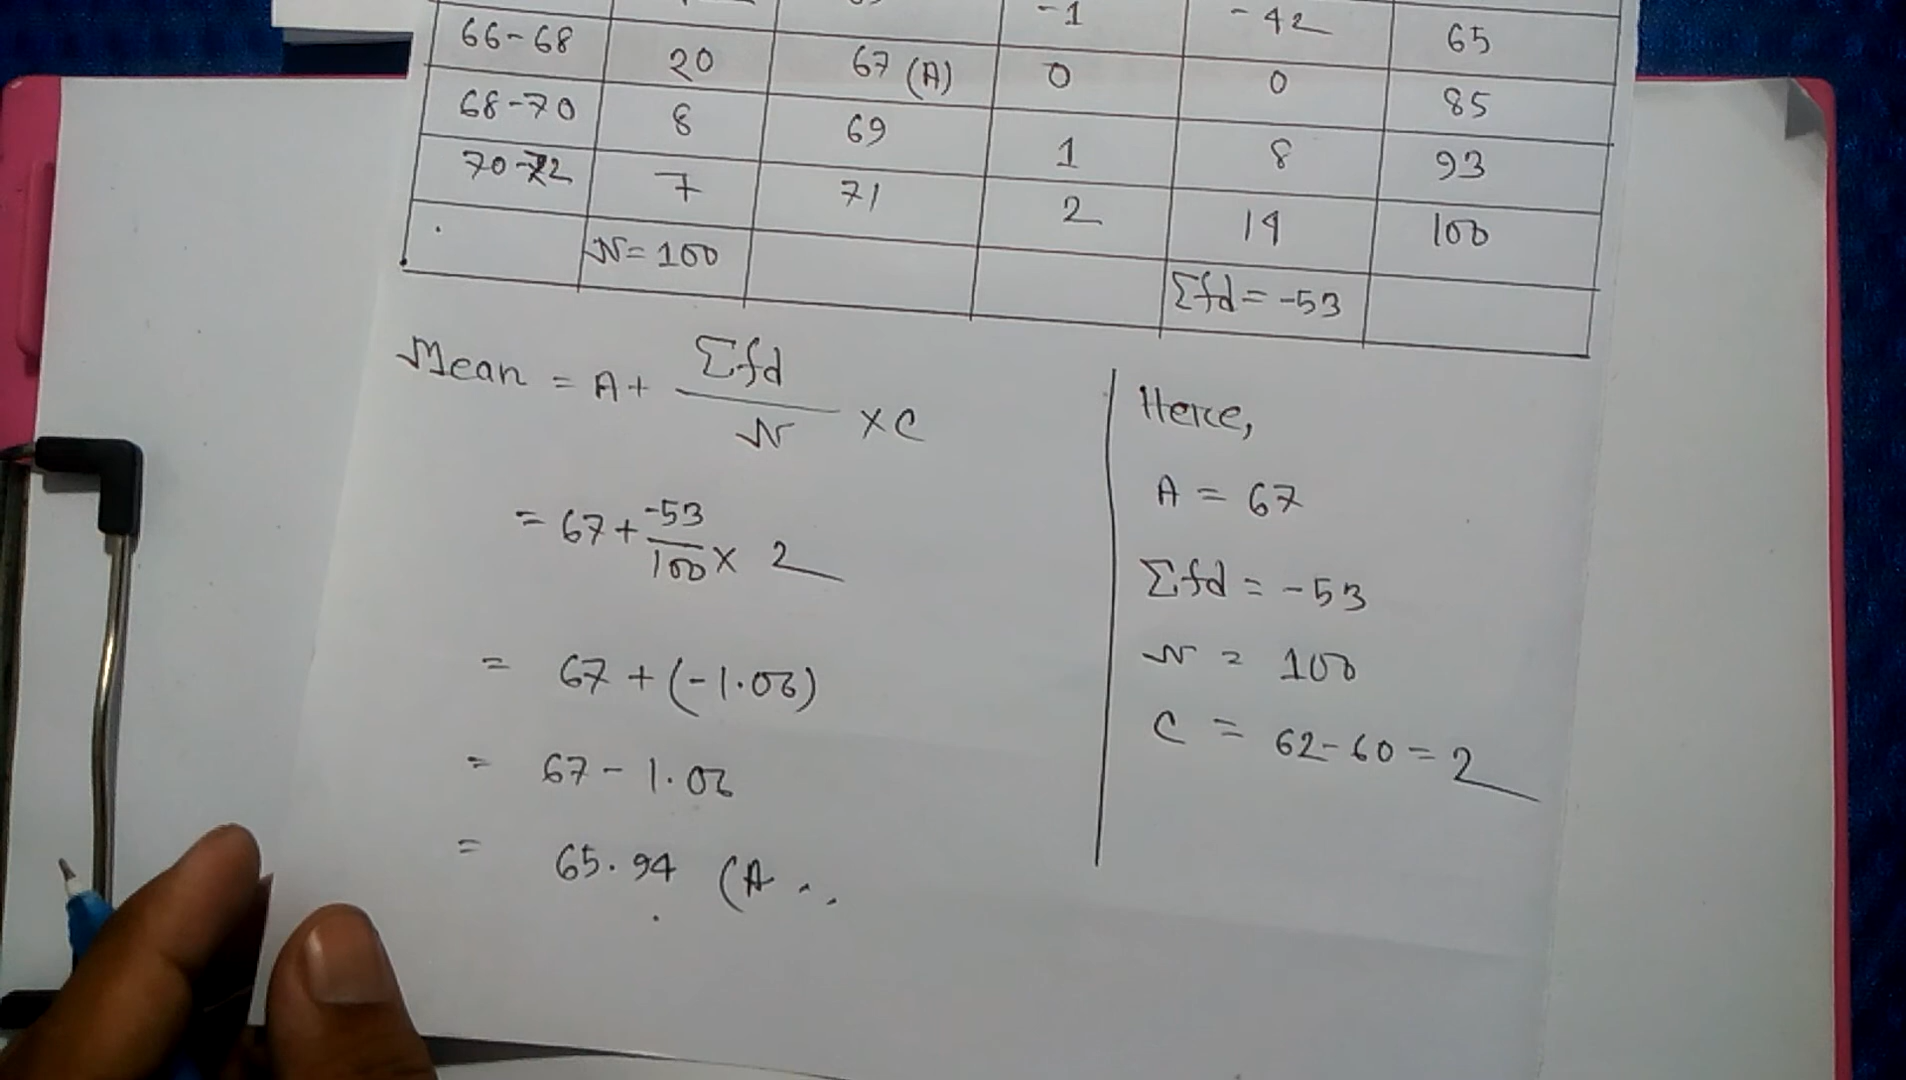 -1 -42 65
66-68 20 67 (A) 0 0 85
68-70 8 69 1 8 93
70-72 7 71 2 14 100
N = 100 Σfd = -53
Mean = A + Σfd / N × C
= 67 + -53 / 100 × 2
= 67 + (-1.06)
= 67 - 1.06
= 65.94 (A ..
Here,
A = 67
Σfd = -53
N = 100
C = 62-60 = 2